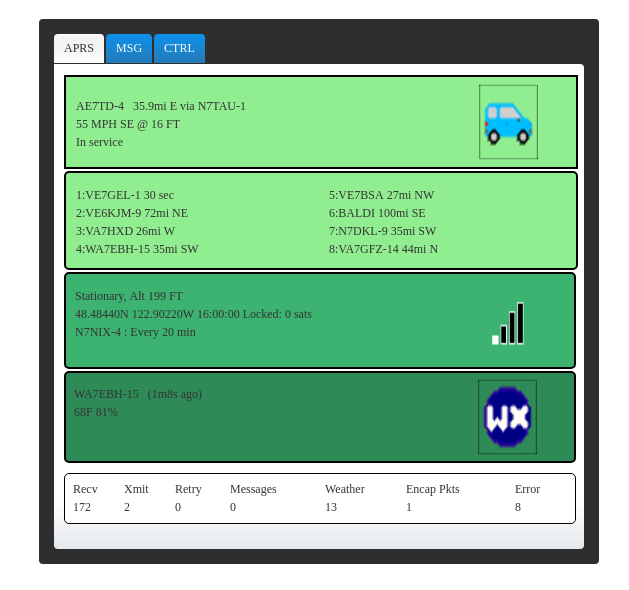 APRS MSG CTRL
AE7TD-4 35.9mi E via N7TAU-1
55 MPH SE @ 16 FT
In service
1:VE7GEL-1 30 sec
2:VE6KJM-9 72mi NE
3:VA7HXD 26mi W
4:WA7EBH-15 35mi SW
5:VE7BSA 27mi NW
6:BALDI 100mi SE
7:N7DKL-9 35mi SW
8:VA7GFZ-14 44mi N
Stationary, Alt 199 FT
48.48440N 122.90220W 16:00:00 Locked: 0 sats
N7NIX-4 : Every 20 min
WA7EBH-15 (1m8s ago)
68F 81%
WX
Recv Xmit Retry Messages Weather Encap Pkts Error
172 2 0 0 13 1 8